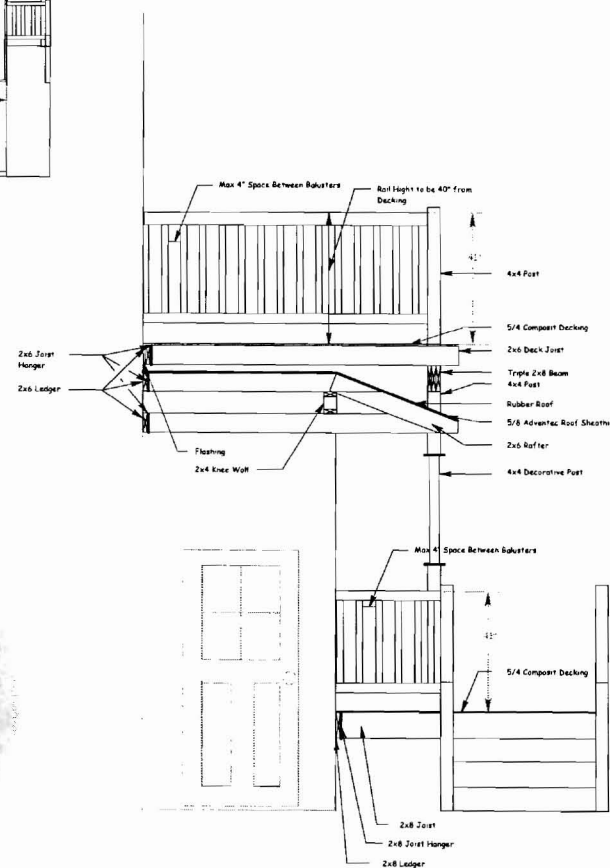 Max 4" Space Between Balusters
Rail Hight to be 40" from
Decking
4x4 Post
5/4 Composit Decking
2x6 Joist
Hanger
2x6 Deck Joist
2x6 Ledger
Triple 2x8 Beam
4x4 Post
Rubber Roof
5/8 Advantec Roof Sheathi
Flashing
2x6 Rafter
2x4 Knee Wall
4x4 Decorative Post
Max 4" Space Between Balusters
5/4 Composit Decking
2x8 Joist
2x8 Joist Hanger
2x8 Ledger